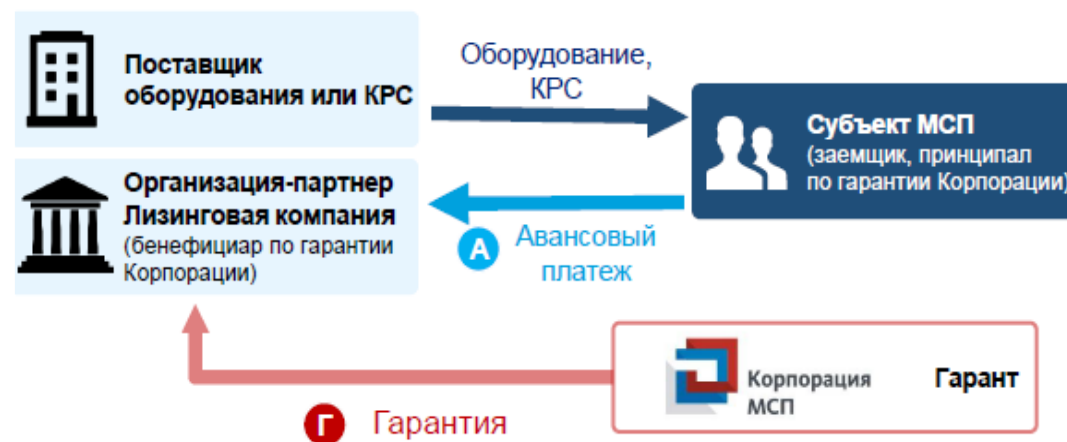 Поставщик
оборудования или КРС
Оборудование,
КРС
Субъект МСП
(заемщик, принципал
по гарантии Корпорации)
Организация-партнер
Лизинговая компания
(бенефициар по гарантии
Корпорации)
А
Авансовый
платеж
Корпорация
МСП
Гарант
Г
Гарантия